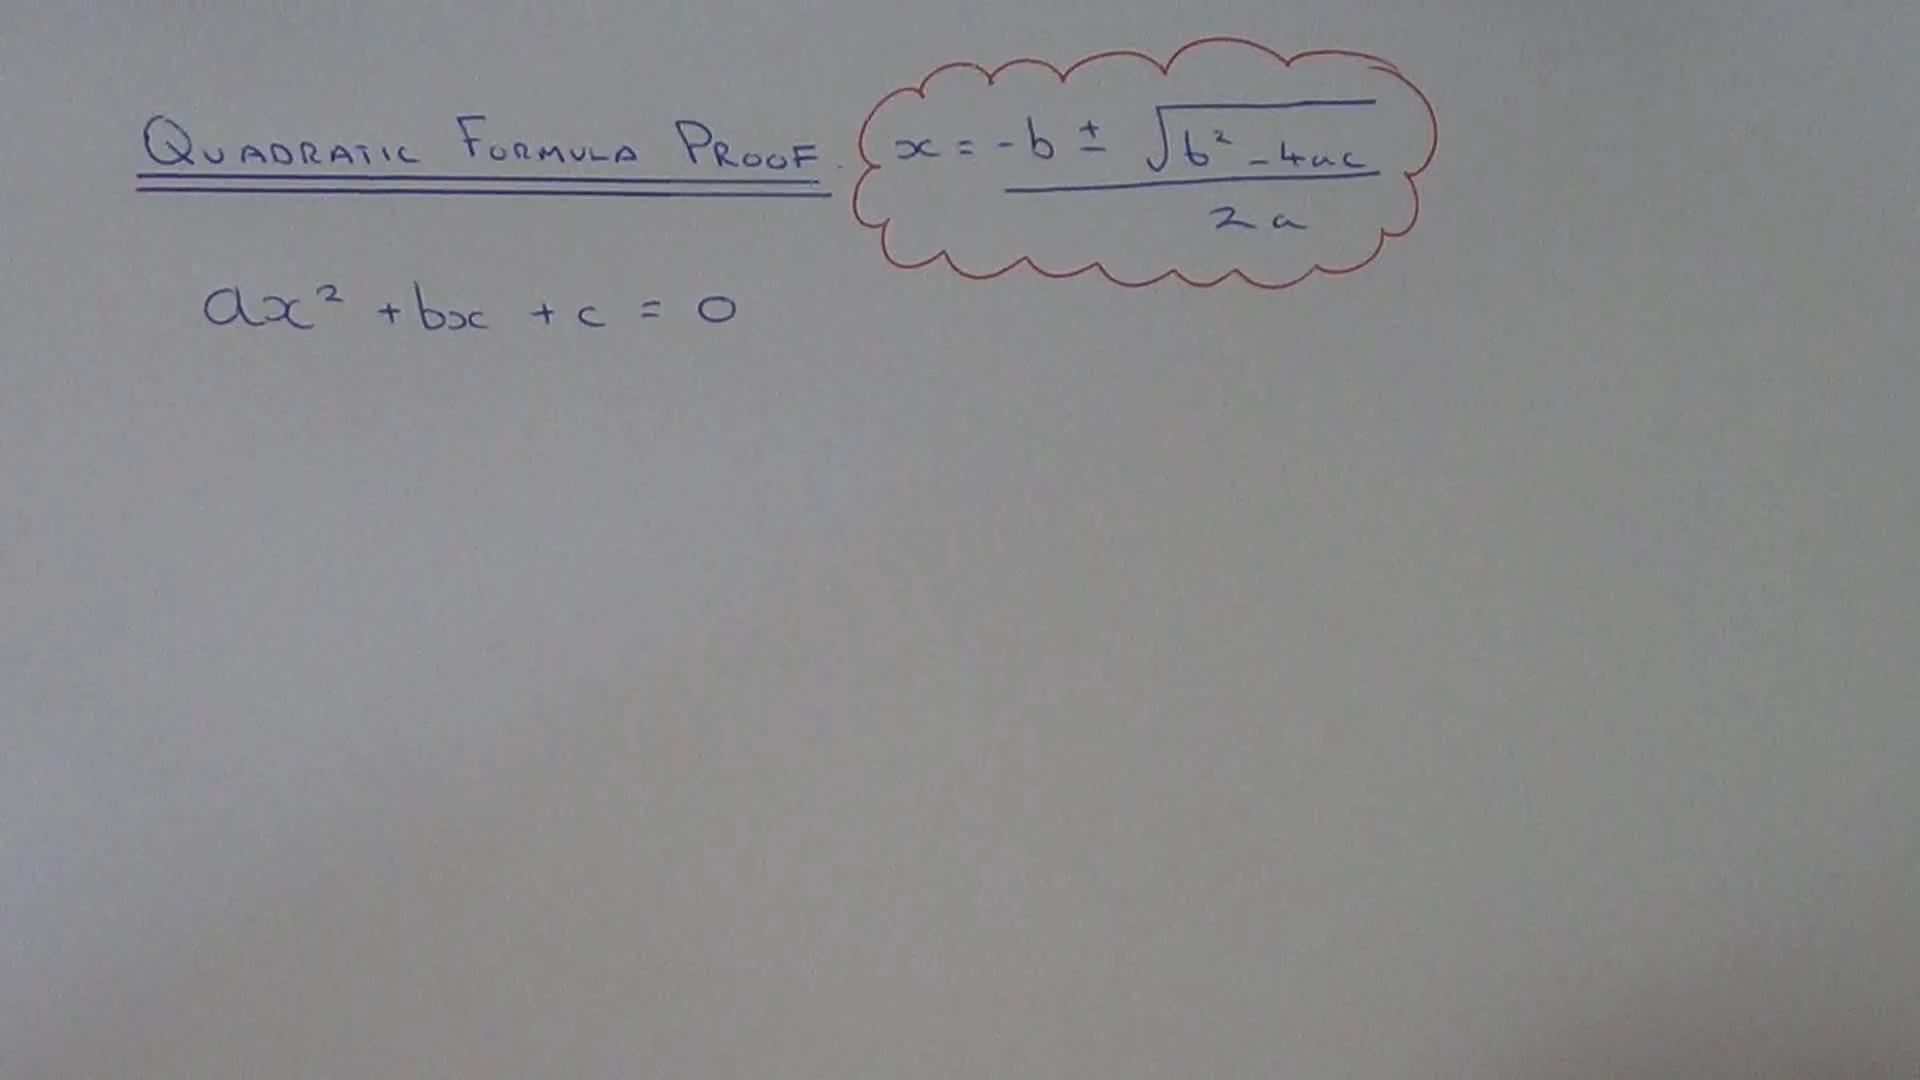 QUADRATIC FORMULA PROOF.
x = -b ± √b² - 4ac
2a
ax² + bx + c = 0